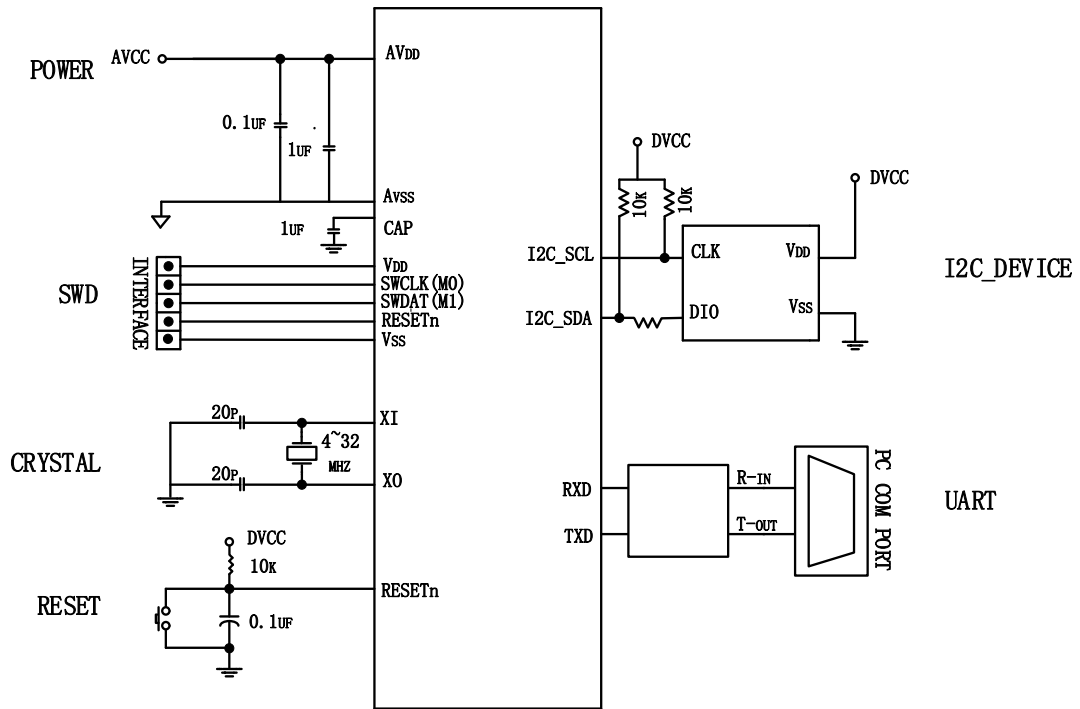 POWER
AVCC
AVDD
0.1UF
1UF
AVSS
1UF
CAP
SWD
INTERFACE
VDD
SWCLK(M0)
SWDAT(M1)
RESETn
VSS
CRYSTAL
20P
XI
4~32
MHZ
20P
XO
RESET
DVCC
10K
RESETn
0.1UF
DVCC
10K
10K
DVCC
I2C_SCL
CLK
VDD
I2C_SDA
DIO
VSS
I2C_DEVICE
RXD
R-IN
TXD
T-OUT
PC COM PORT
UART